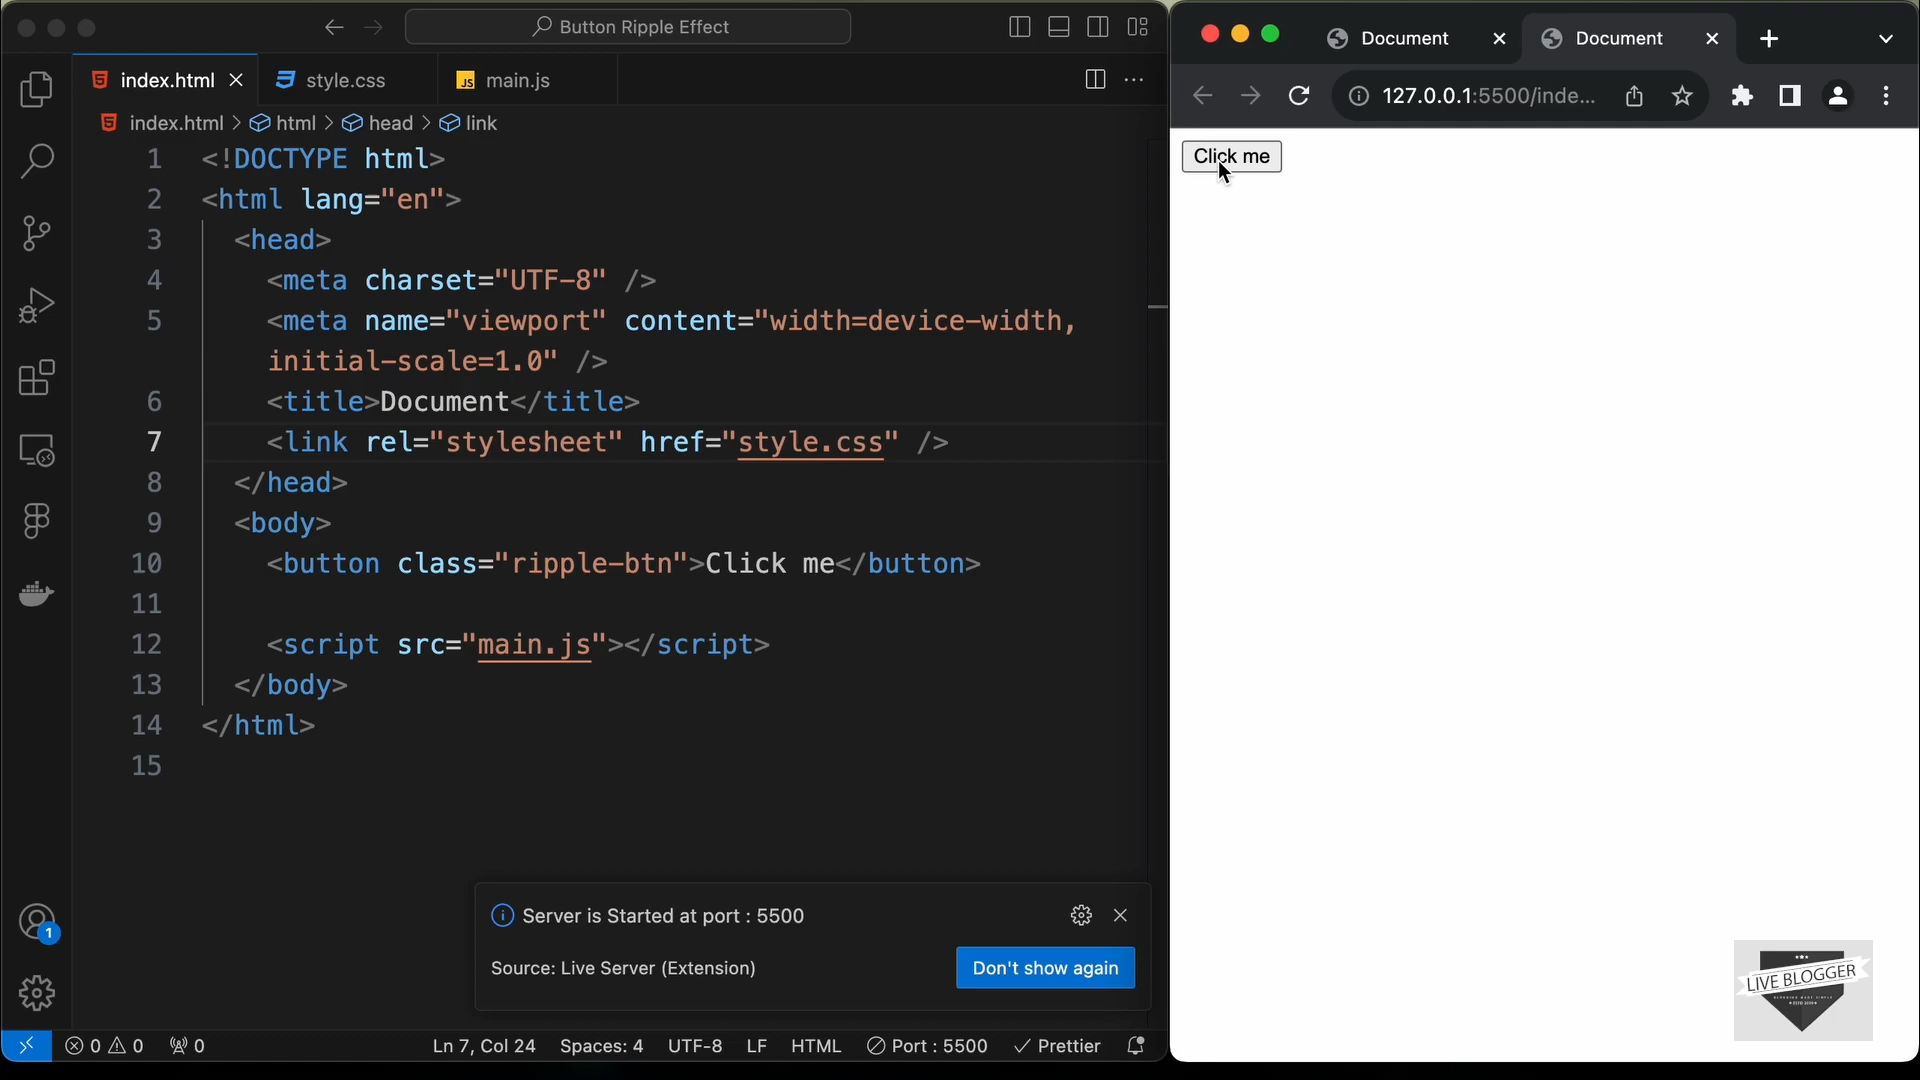 Button Ripple Effect
index.html
style.css
JS main.js
index.html > html > head > link
1 <!DOCTYPE html>
2 <html lang="en">
3 <head>
4 <meta charset="UTF-8" />
5 <meta name="viewport" content="width=device-width,
initial-scale=1.0" />
6 <title>Document</title>
7 <link rel="stylesheet" href="style.css" />
8 </head>
9 <body>
10 <button class="ripple-btn">Click me</button>
11
12 <script src="main.js"></script>
13 </body>
14 </html>
15
Server is Started at port : 5500
Source: Live Server (Extension)
Don't show again
1
0 0 0
Ln 7, Col 24 Spaces: 4 UTF-8 LF HTML Port : 5500 Prettier
Document
Document
127.0.0.1:5500/inde...
Click me
LIVE BLOGGER